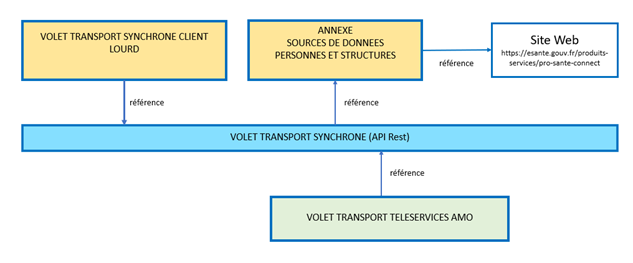 VOLET TRANSPORT SYNCHRONE CLIENT
LOURD
ANNEXE
SOURCES DE DONNEES
PERSONNES ET STRUCTURES
Site Web
https://esante.gouv.fr/produits-
services/pro-sante-connect
référence
référence
référence
VOLET TRANSPORT SYNCHRONE (API Rest)
référence
VOLET TRANSPORT TELESERVICES AMO